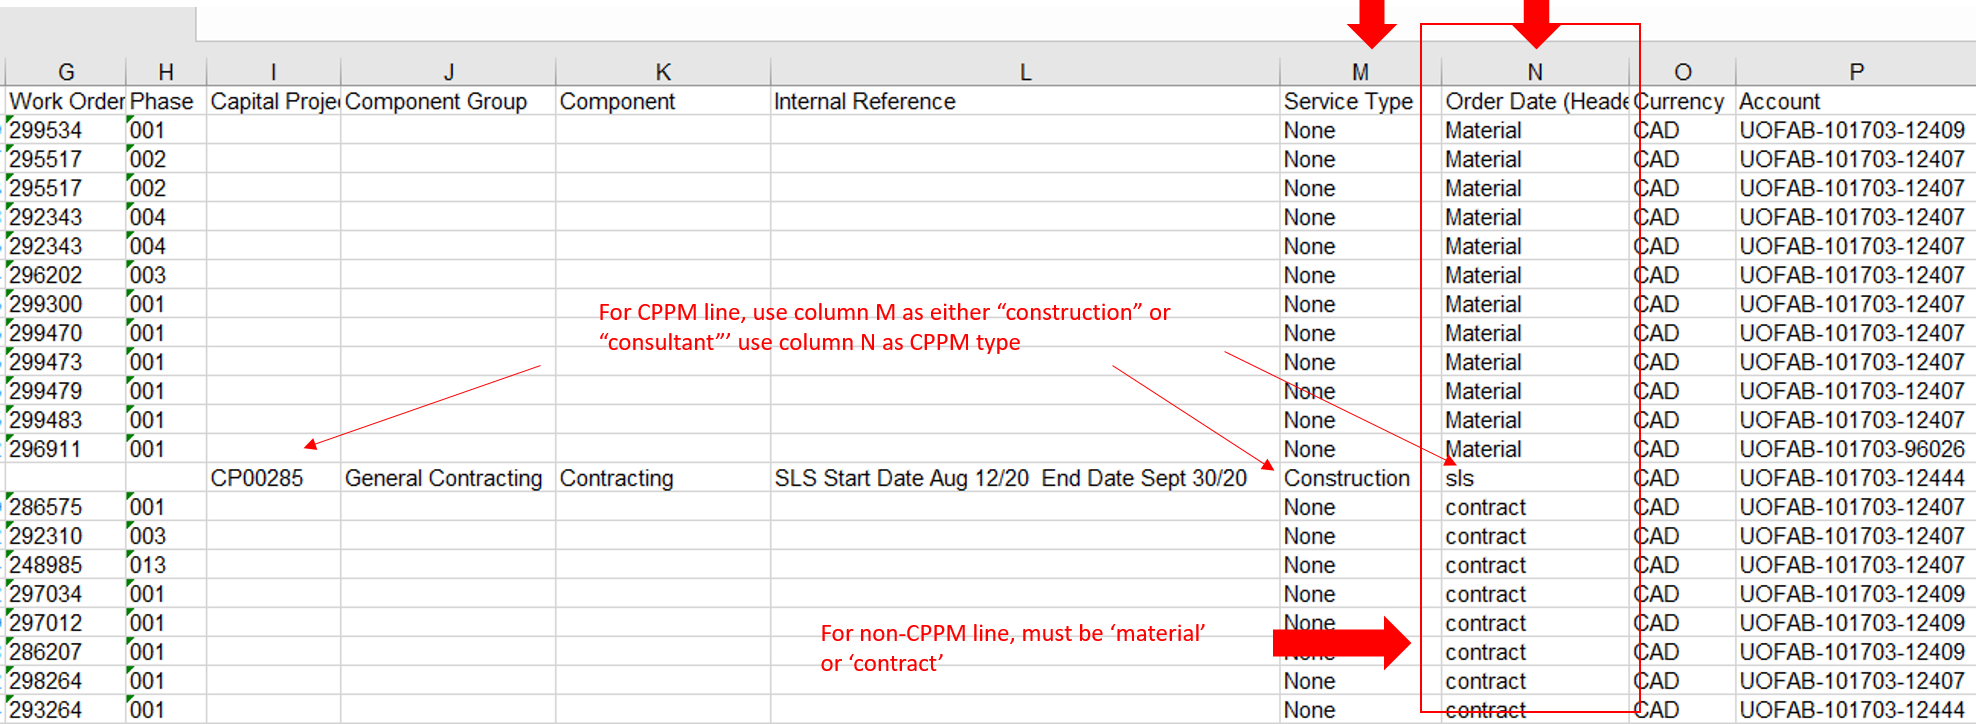 G H I J K L M N O P
Work Order Phase Capital Proje Component Group Component Internal Reference Service Type Order Date (Heade Currency Account
299534 001 None Material CAD UOFAB-101703-12409
295517 002 None Material CAD UOFAB-101703-12407
295517 002 None Material CAD UOFAB-101703-12407
292343 004 None Material CAD UOFAB-101703-12407
292343 004 None Material CAD UOFAB-101703-12407
296202 003 None Material CAD UOFAB-101703-12407
299300 001 None Material CAD UOFAB-101703-12407
299470 001 None Material CAD UOFAB-101703-12407
299473 001 None Material CAD UOFAB-101703-12407
299479 001 None Material CAD UOFAB-101703-12407
299483 001 None Material CAD UOFAB-101703-12407
296911 001 None Material CAD UOFAB-101703-96026
CP00285 General Contracting Contracting SLS Start Date Aug 12/20 End Date Sept 30/20 Construction sls CAD UOFAB-101703-12444
286575 001 None contract CAD UOFAB-101703-12407
292310 003 None contract CAD UOFAB-101703-12407
248985 013 None contract CAD UOFAB-101703-12407
297034 001 None contract CAD UOFAB-101703-12409
297012 001 None contract CAD UOFAB-101703-12409
286207 001 None contract CAD UOFAB-101703-12409
298264 001 None contract CAD UOFAB-101703-12407
293264 001 None contract CAD UOFAB-101703-12444
For CPPM line, use column M as either “construction” or
“consultant”’ use column N as CPPM type
For non-CPPM line, must be ‘material’
or ‘contract’